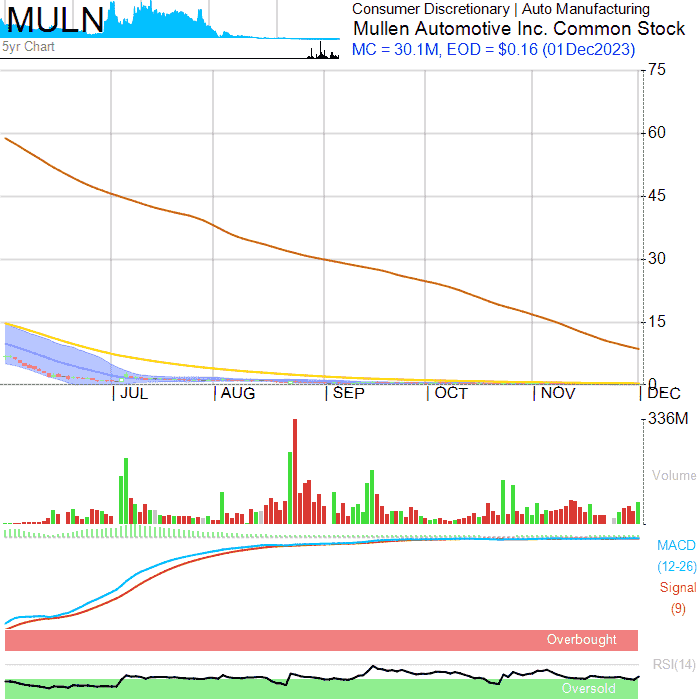 MULN
5yr Chart
Consumer Discretionary | Auto Manufacturing
Mullen Automotive Inc. Common Stock
MC = 30.1M, EOD = $0.16 (01Dec2023)
75
60
45
30
15
0
JUL
AUG
SEP
OCT
NOV
DEC
336M
Volume
MACD
(12-26)
Signal
(9)
Overbought
RSI(14)
Oversold